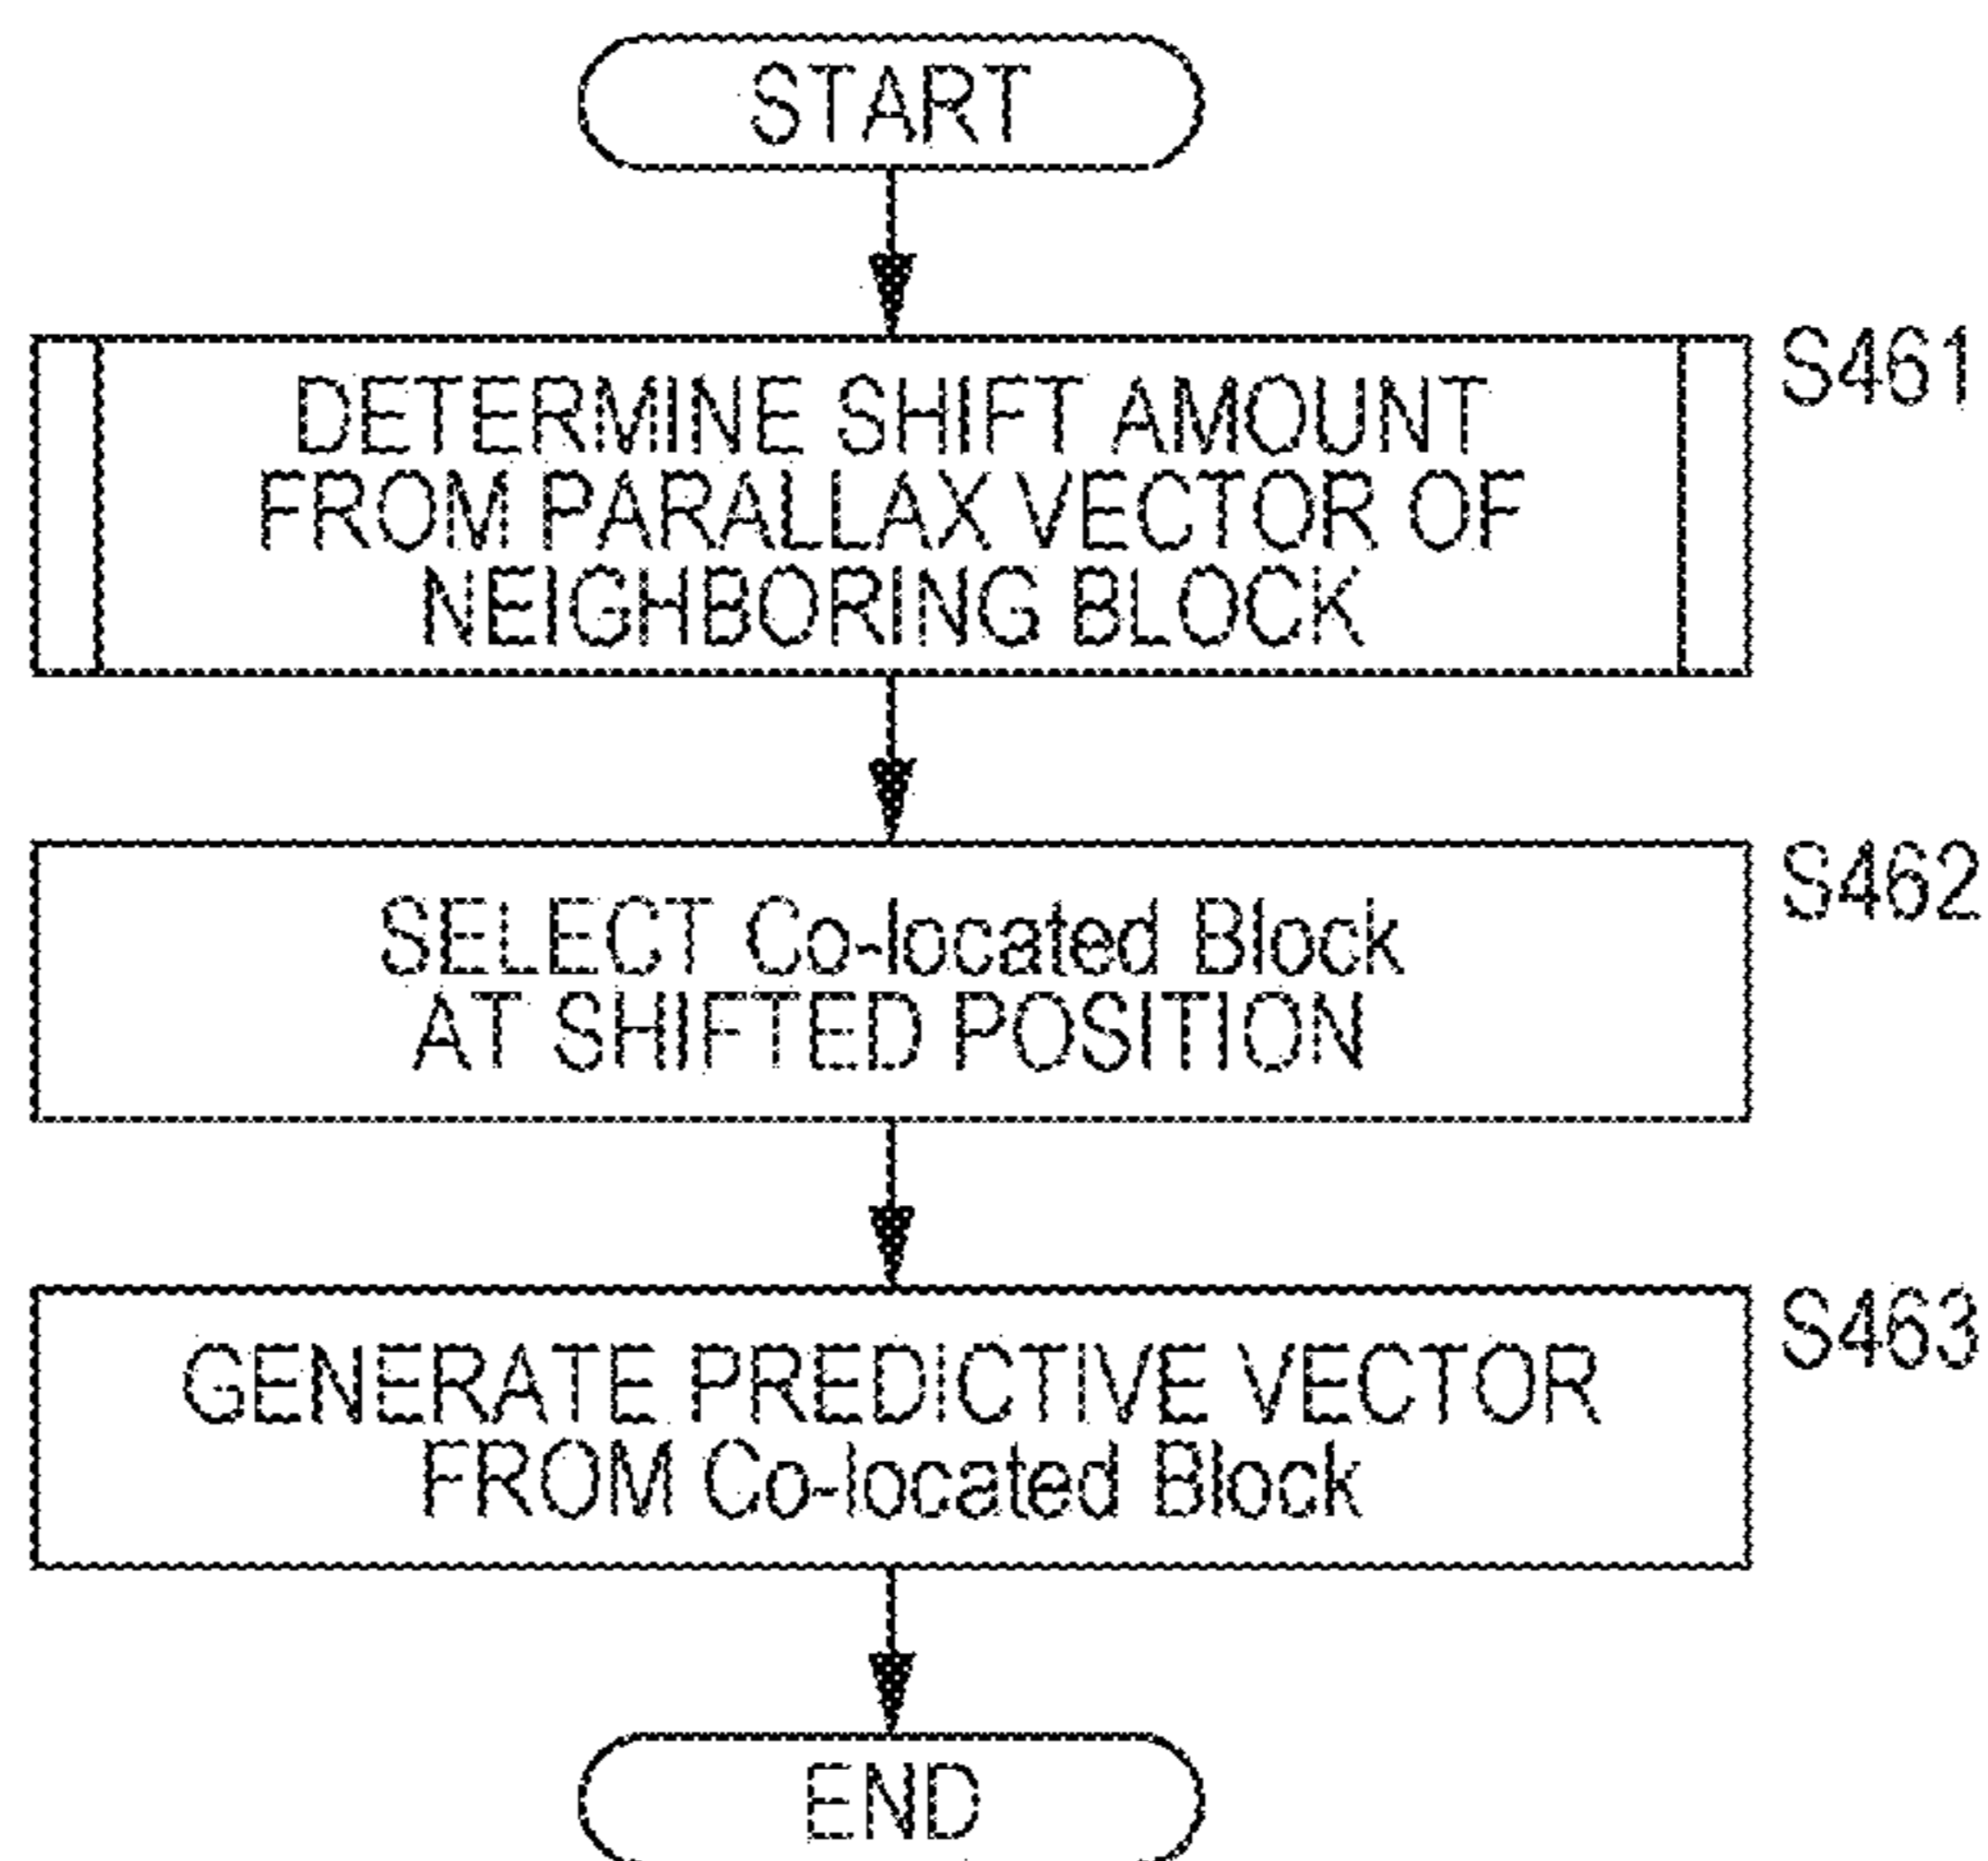 START
S461
DETERMINE SHIFT AMOUNT
FROM PARALLAX VECTOR OF
NEIGHBORING BLOCK
S462
SELECT Co-located Block
AT SHIFTED POSITION
S463
GENERATE PREDICTIVE VECTOR
FROM Co-located Block
END